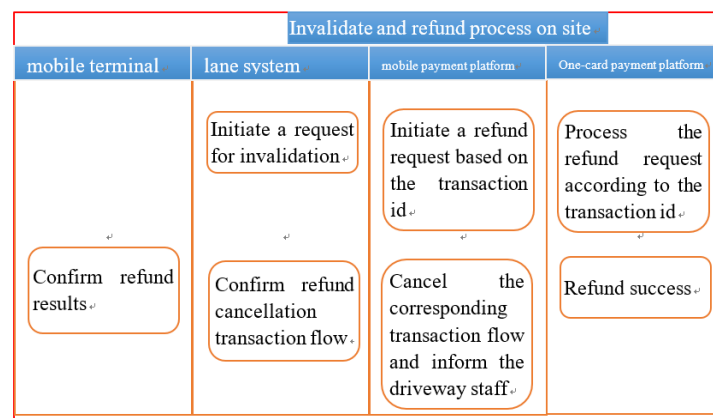 Invalidate and refund process on site
mobile terminal
lane system
mobile payment platform
One-card payment platform
Initiate a request
for invalidation
Initiate a refund
request based on
the transaction
id
Process the
refund request
according to the
transaction id
Confirm refund
results
Confirm refund
cancellation
transaction flow
Cancel the
corresponding
transaction flow
and inform the
driveway staff
Refund success